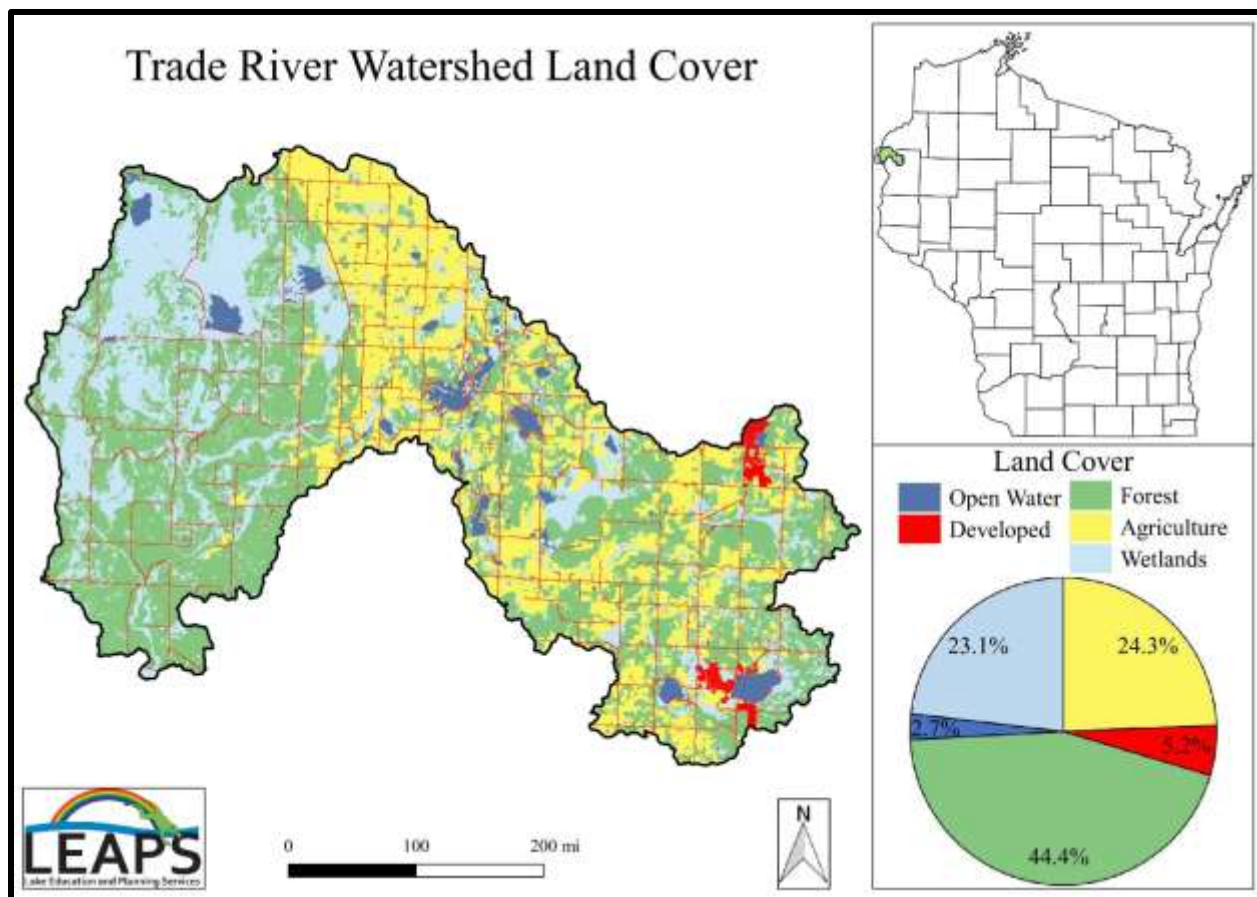 Trade River Watershed Land Cover
Land Cover
Open Water
Developed
Forest
Agriculture
Wetlands
23.1%
24.3%
2.7%
5.2%
44.4%
LEAPS
Lake Education and Planning Services
0 100 200 mi
N